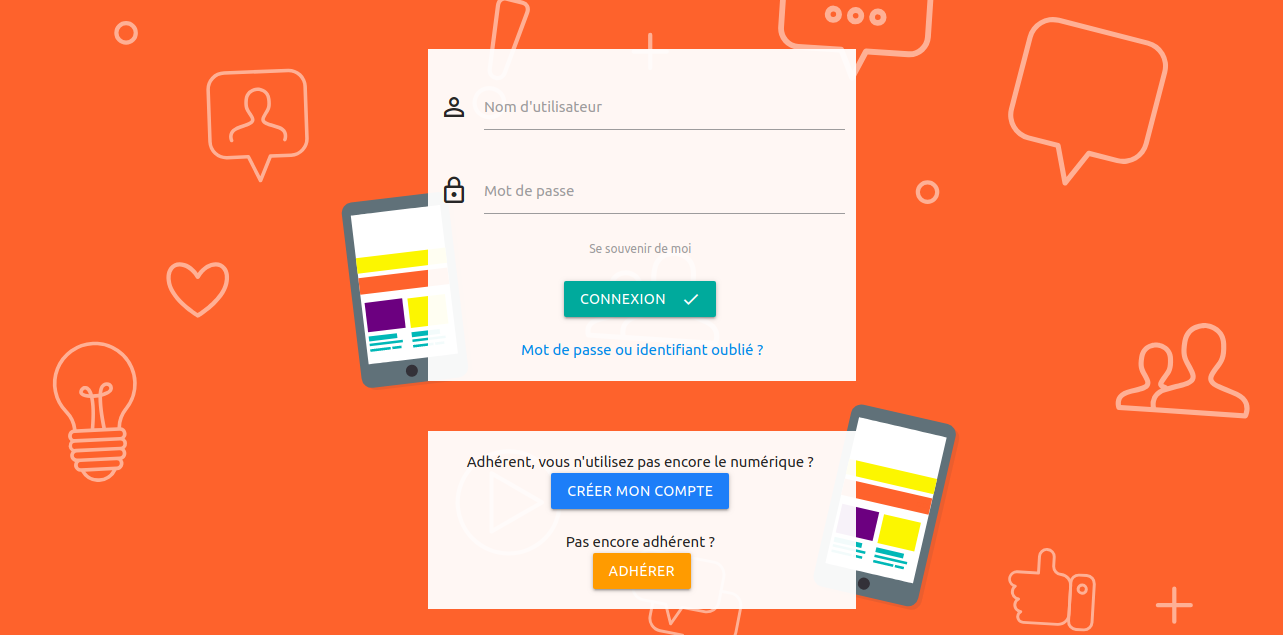 Nom d'utilisateur
Mot de passe
Se souvenir de moi
CONNEXION
Mot de passe ou identifiant oublié ?
Adhérent, vous n'utilisez pas encore le numérique ?
CRÉER MON COMPTE
Pas encore adhérent ?
ADHÉRER